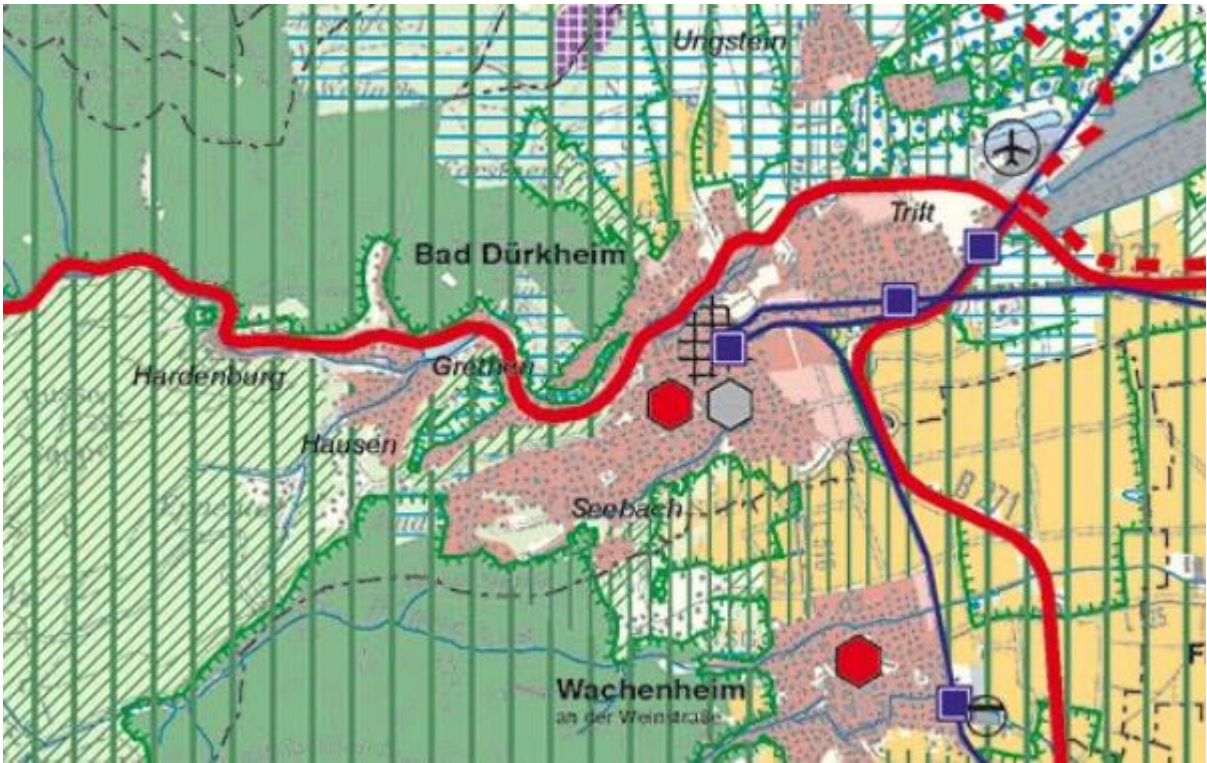 Ungstein
Trift
Bad Dürkheim
Grethen
Hardenburg
Hausen
Seebach
B 271
Wachenheim
an der Weinstraße
F